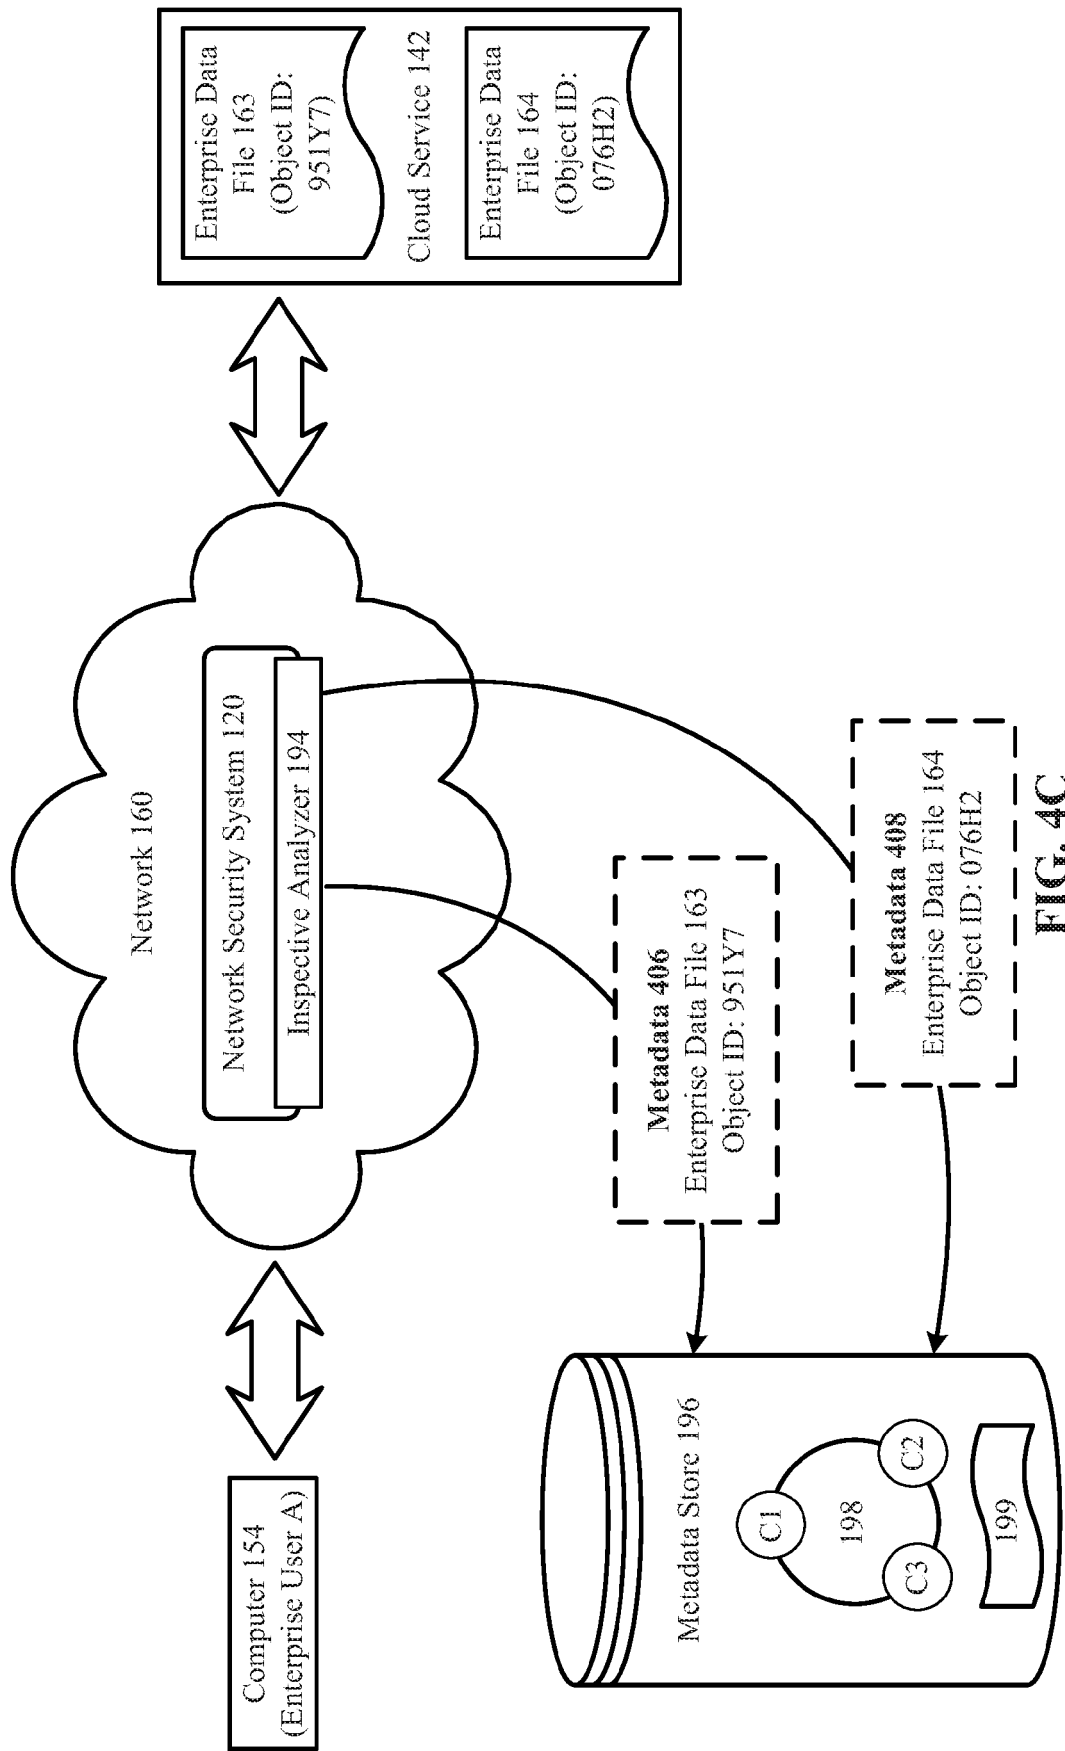 Computer 154
(Enterprise User A)
Network 160
Network Security System 120
Inspective Analyzer 194
Enterprise Data
File 163
(Object ID:
951Y7)
Cloud Service 142
Enterprise Data
File 164
(Object ID:
076H2)
Metadata Store 196
C1
198
C3
C2
199
Metadata 406
Enterprise Data File 163
Object ID: 951Y7
Metadata 408
Enterprise Data File 164
Object ID: 076H2
FIG. 4C